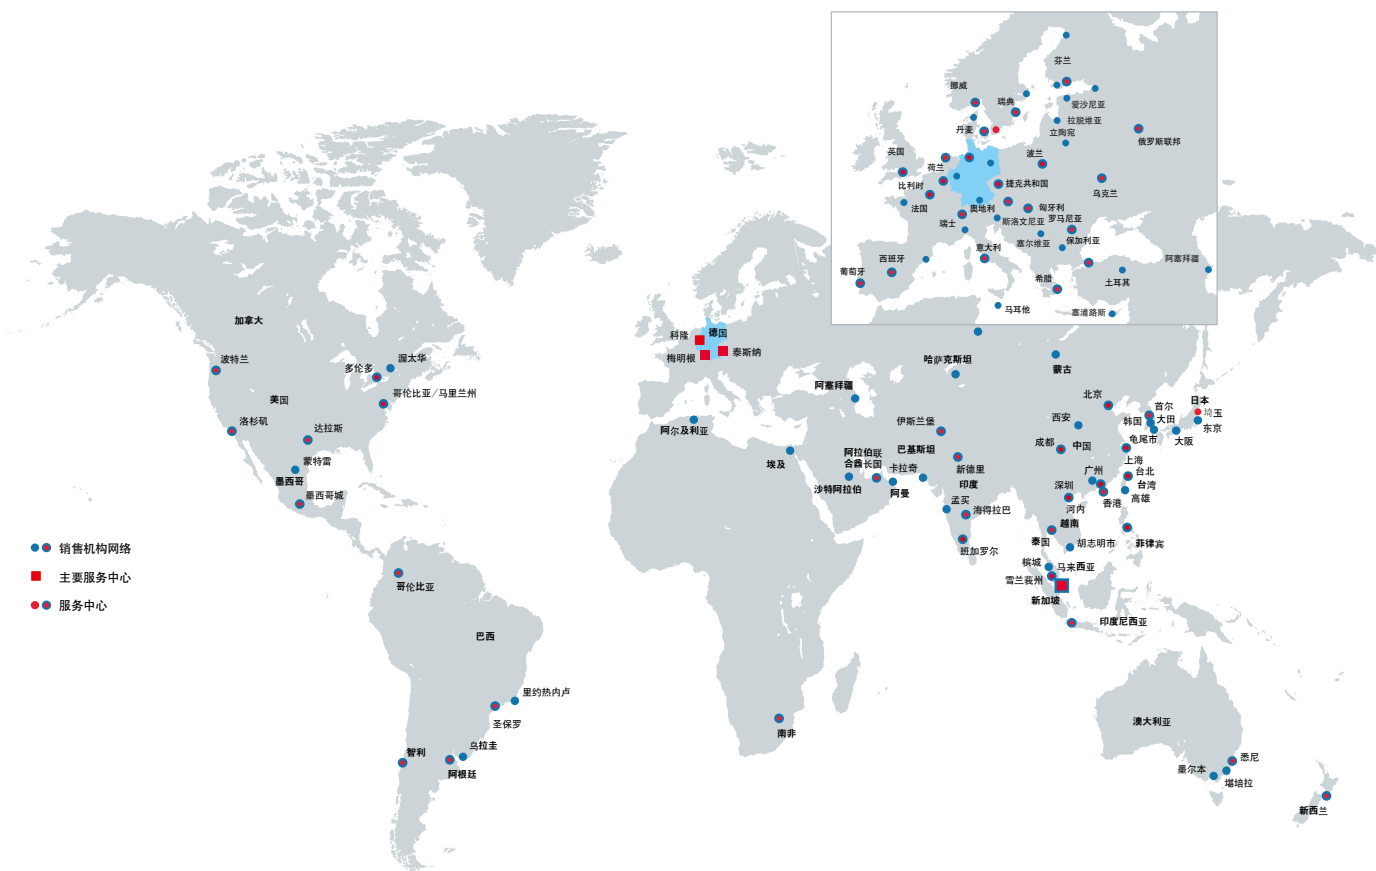 芬兰
挪威
瑞典
爱沙尼亚
拉脱维亚
丹麦
立陶宛
俄罗斯联邦
英国
荷兰
波兰
比利时
捷克共和国
乌克兰
法国
奥地利
匈牙利
瑞士
斯洛文尼亚
罗马尼亚
塞尔维亚
保加利亚
意大利
西班牙
阿塞拜疆
葡萄牙
希腊
土耳其
马耳他
塞浦路斯
加拿大
波特兰
渥太华
多伦多
哥伦比亚/马里兰州
美国
洛杉矶
达拉斯
蒙特雷
墨西哥
墨西哥城
科隆
德国
梅明根
泰斯纳
哈萨克斯坦
蒙古
阿塞拜疆
北京
首尔
日本
埼玉
韩国
大田
东京
伊斯兰堡
西安
阿尔及利亚
龟尾市
大阪
成都
中国
巴基斯坦
阿拉伯联
合酋长国
埃及
卡拉奇
新德里
上海
广州
台北
沙特阿拉伯
阿曼
印度
深圳
台湾
香港
高雄
孟买
海得拉巴
河内
越南
泰国
胡志明市
菲律宾
班加罗尔
槟城
马来西亚
雪兰莪州
新加坡
印度尼西亚
销售机构网络
主要服务中心
服务中心
哥伦比亚
巴西
里约热内卢
圣保罗
乌拉圭
智利
阿根廷
南非
澳大利亚
悉尼
墨尔本
堪培拉
新西兰